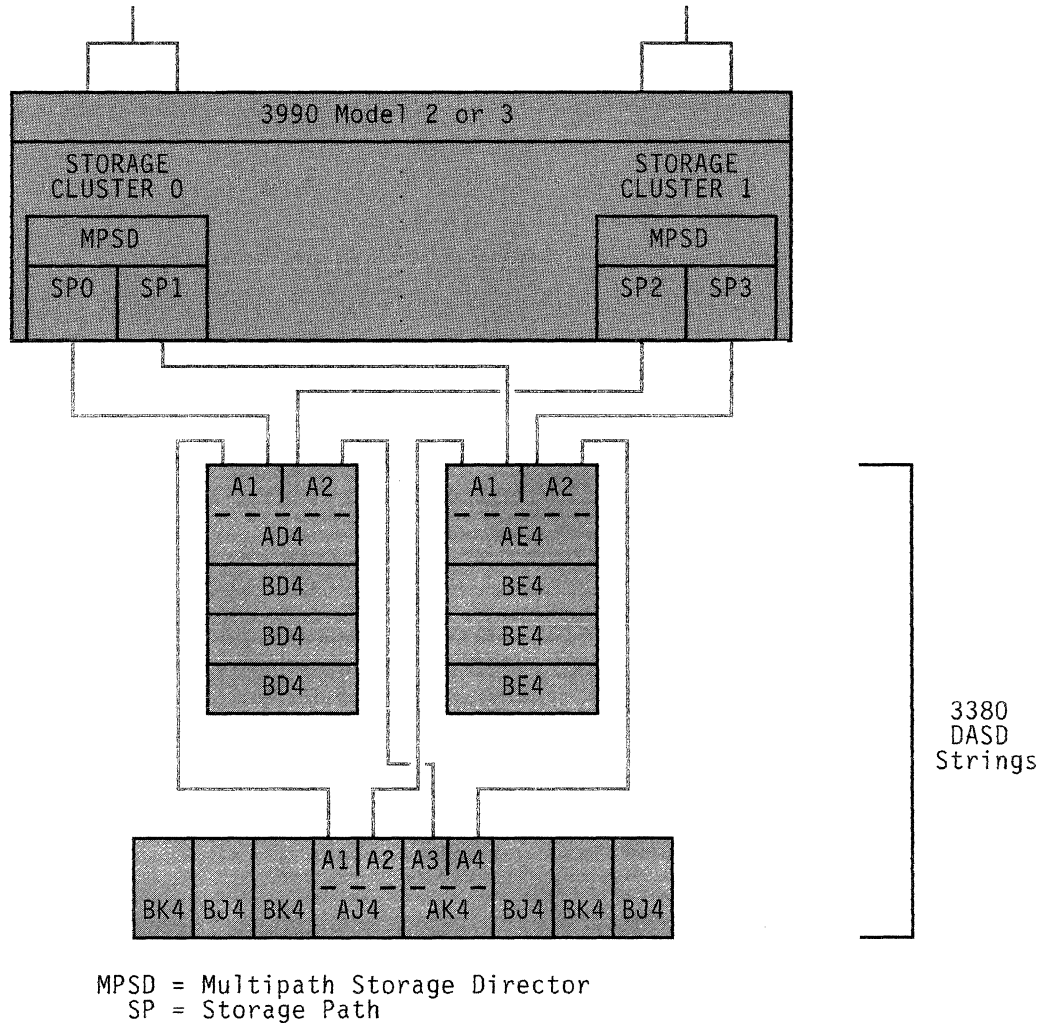 3990 Model 2 or 3
STORAGE
CLUSTER 0
STORAGE
CLUSTER 1
MPSD
MPSD
SP0 SP1
SP2 SP3
A1 A2
A1 A2
AD4
AE4
BD4
BE4
BD4
BE4
BD4
BE4
3380
DASD
Strings
A1 A2 A3 A4
BK4 BJ4 BK4 AJ4 AK4 BJ4 BK4 BJ4
MPSD = Multipath Storage Director
SP = Storage Path